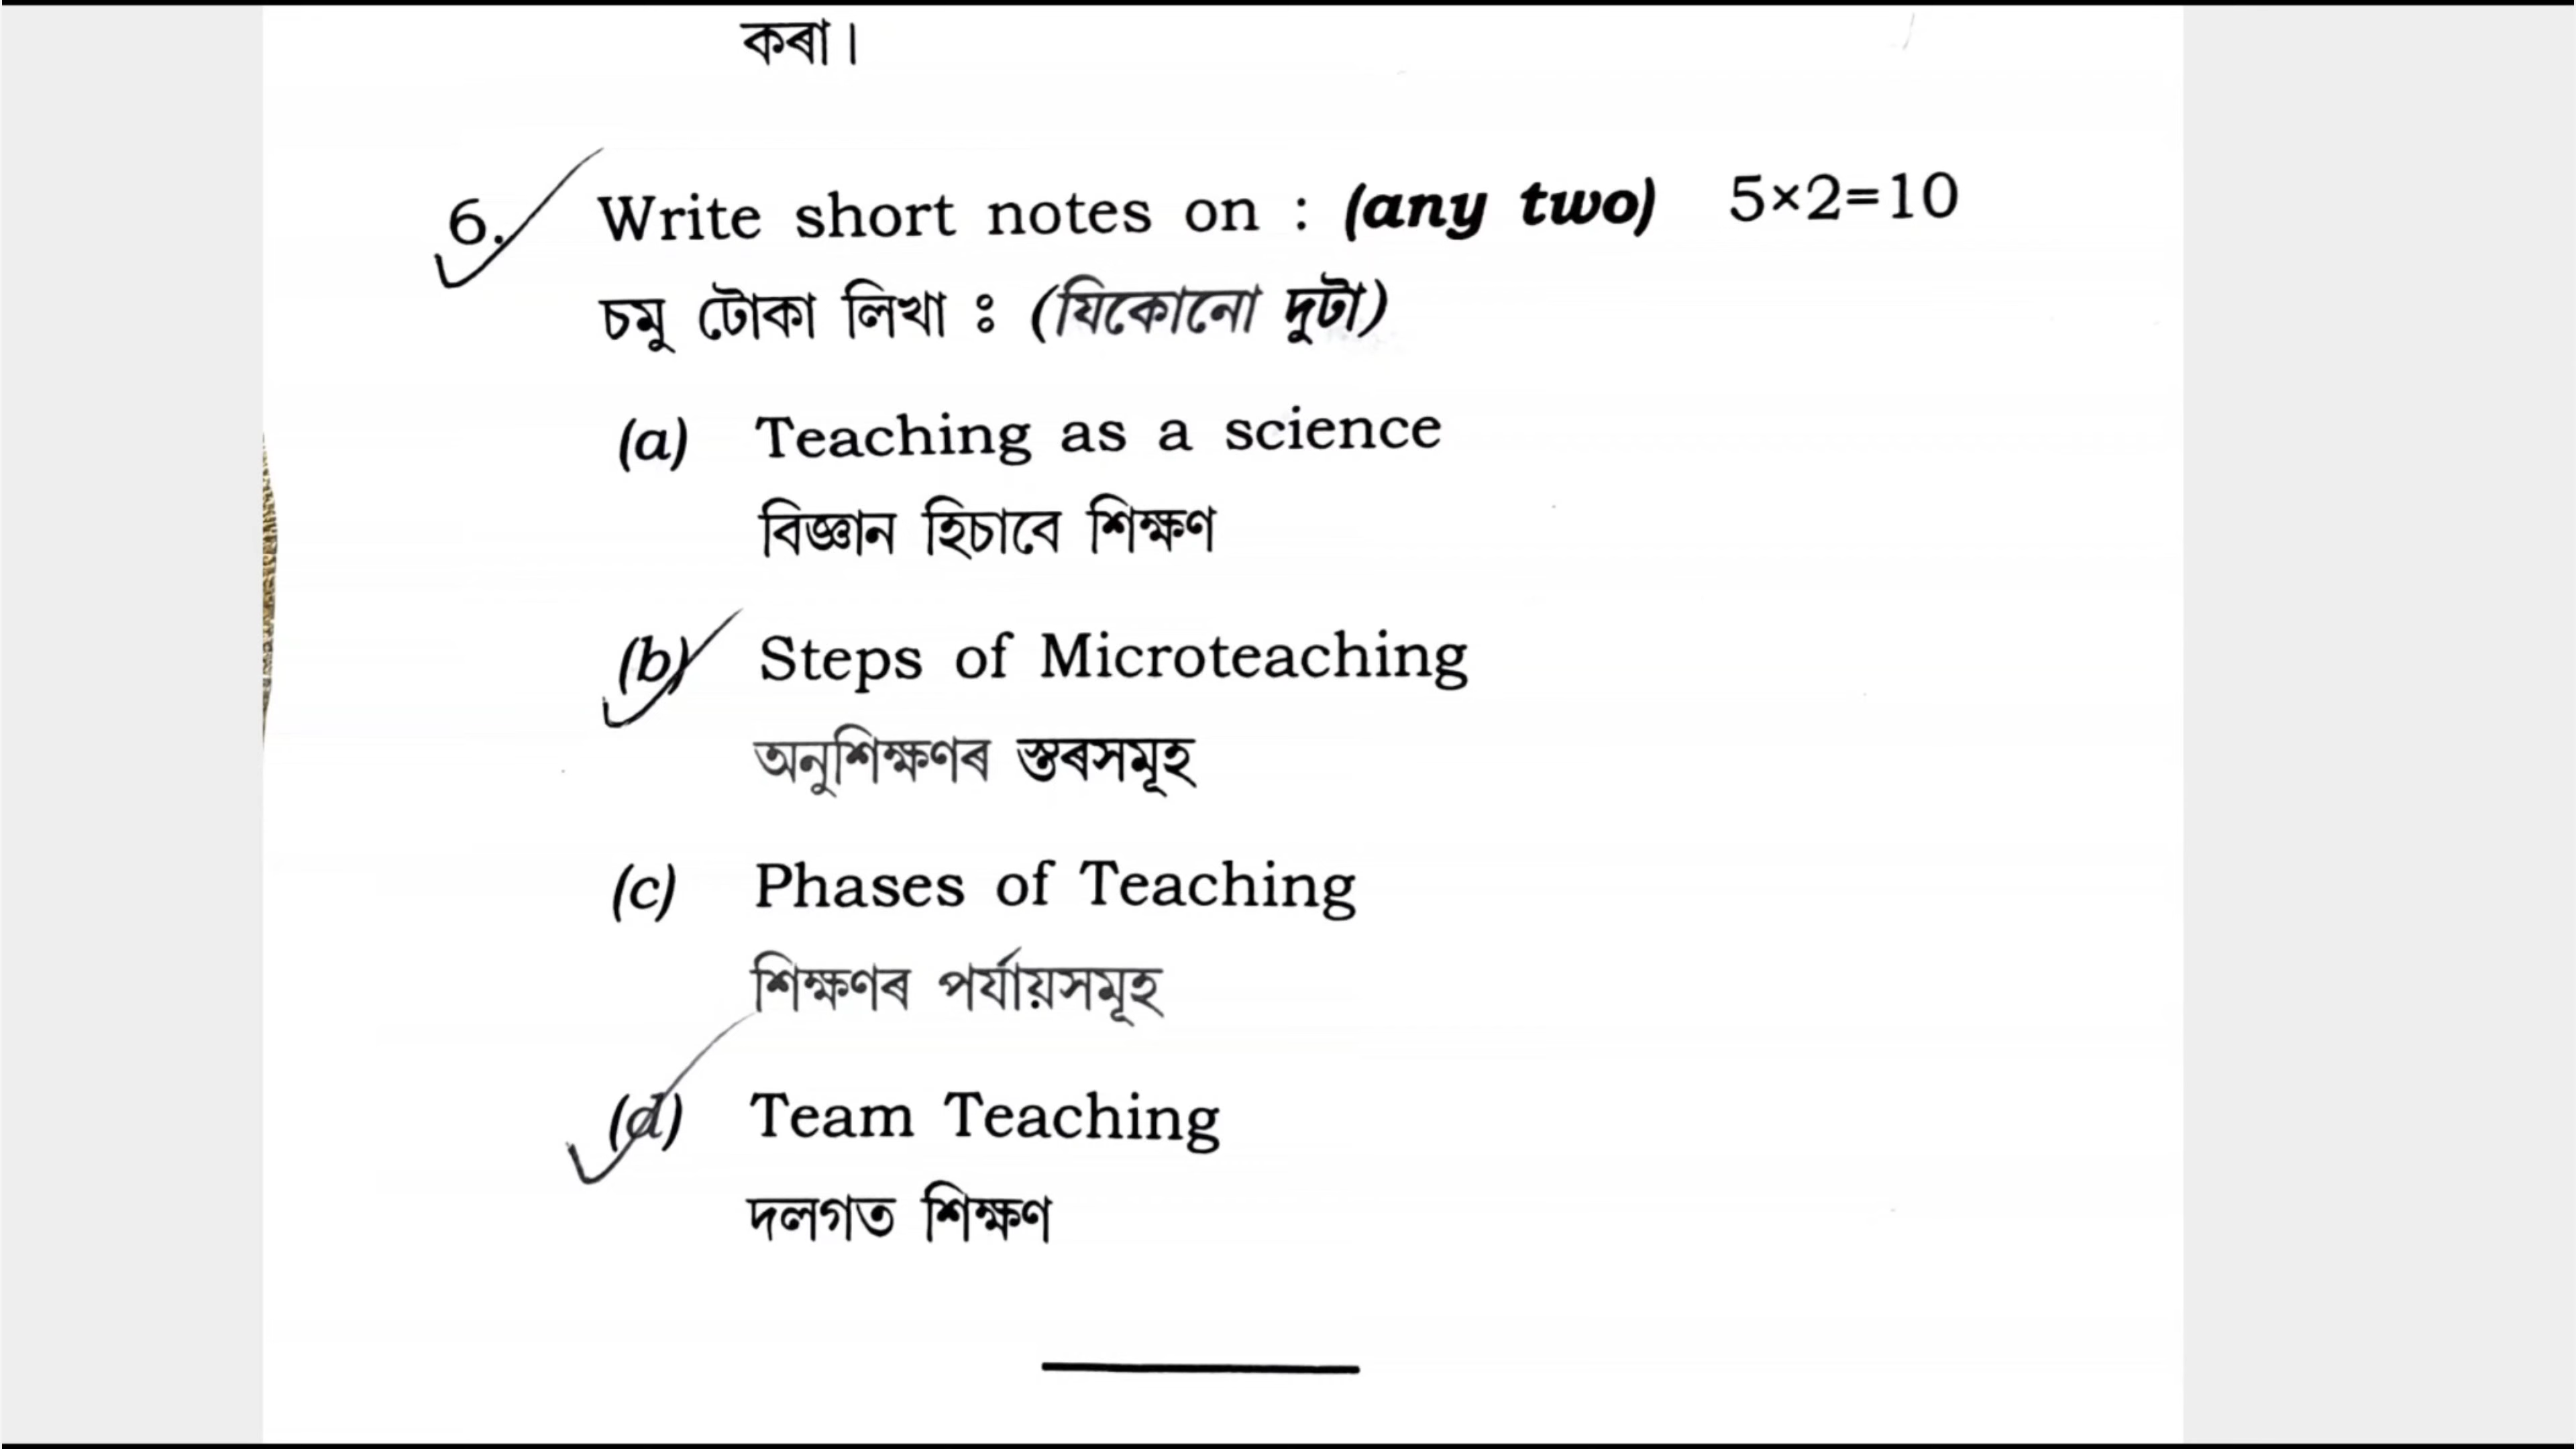 কৰা।
6. Write short notes on : (any two) 5×2=10
চমু টোকা লিখা ঃ (যিকোনো দুটা)
(a) Teaching as a science
বিজ্ঞান হিচাবে শিক্ষণ
(b) Steps of Microteaching
অনুশিক্ষণৰ স্তৰসমূহ
(c) Phases of Teaching
শিক্ষণৰ পৰ্যায়সমূহ
(d) Team Teaching
দলগত শিক্ষণ